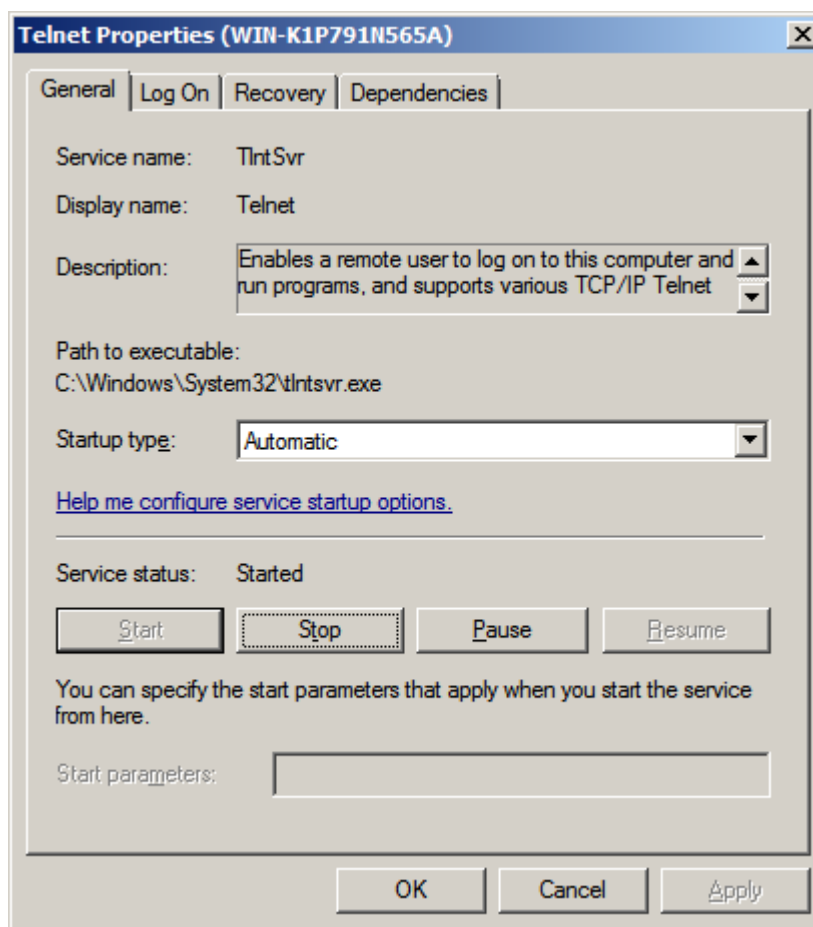 Telnet Properties (WIN-K1P791N565A)
General Log On Recovery Dependencies
Service name: TlntSvr
Display name: Telnet
Description: Enables a remote user to log on to this computer and
run programs, and supports various TCP/IP Telnet
Path to executable:
C:\Windows\System32\tlntsvr.exe
Startup type: Automatic
Help me configure service startup options.
Service status: Started
Start Stop Pause Resume
You can specify the start parameters that apply when you start the service
from here.
Start parameters:
OK Cancel Apply